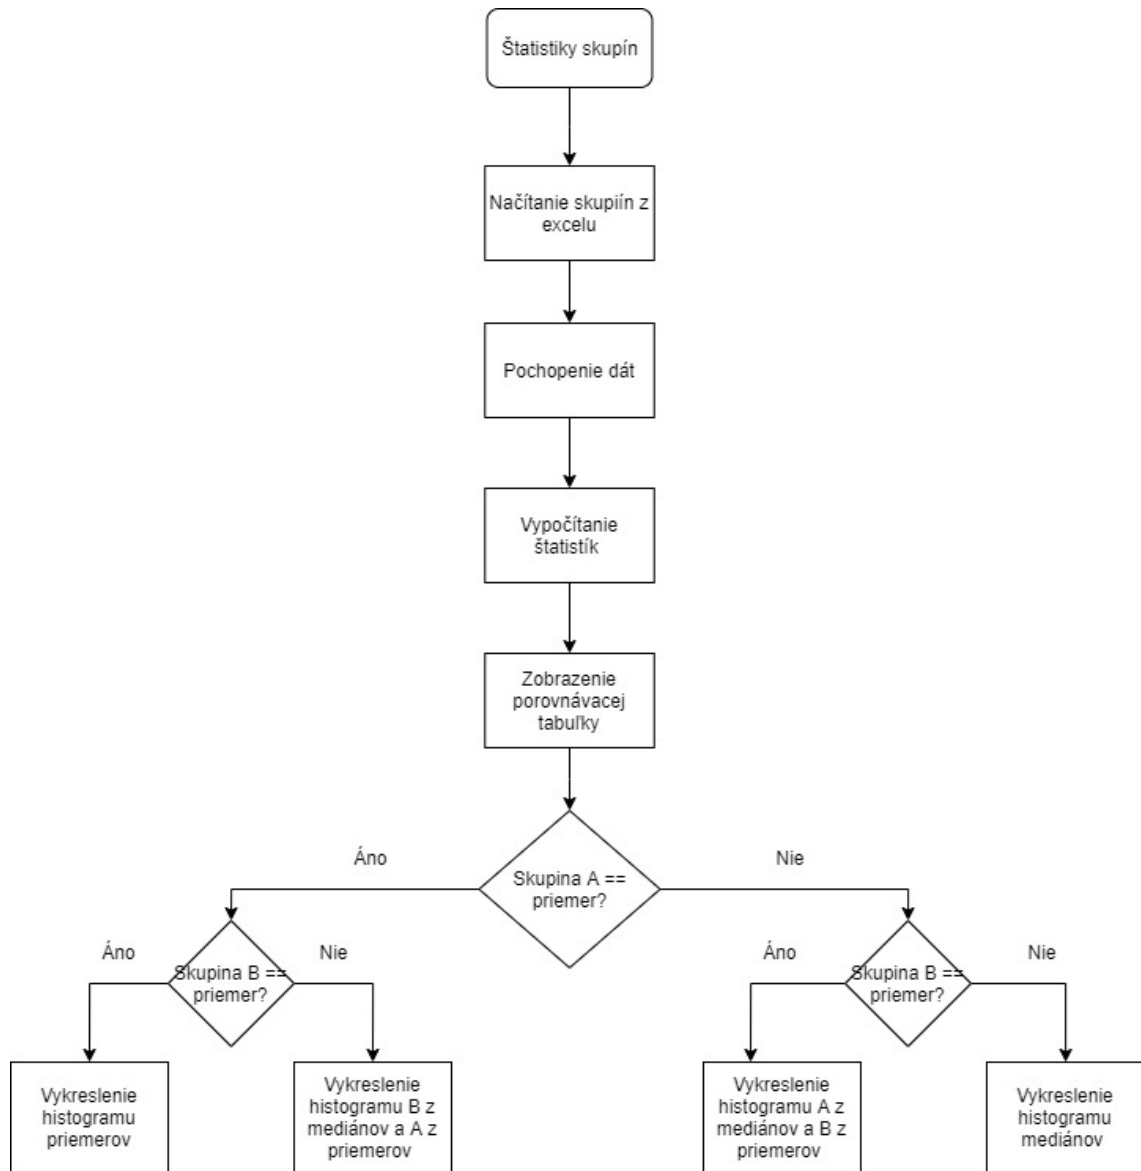 Štatistiky skupín
Načítanie skupiín z
excelu
Pochopenie dát
Vypočítanie
štatistík
Zobrazenie
porovnávacej
tabuľky
Skupina A ==
priemer?
Áno
Nie
Skupina B ==
priemer?
Áno
Nie
Skupina B ==
priemer?
Áno
Nie
Vykreslenie
histogramu
priemerov
Vykreslenie
histogramu B z
mediánov a A z
priemerov
Vykreslenie
histogramu A z
mediánov a B z
priemerov
Vykreslenie
histogramu
mediánov